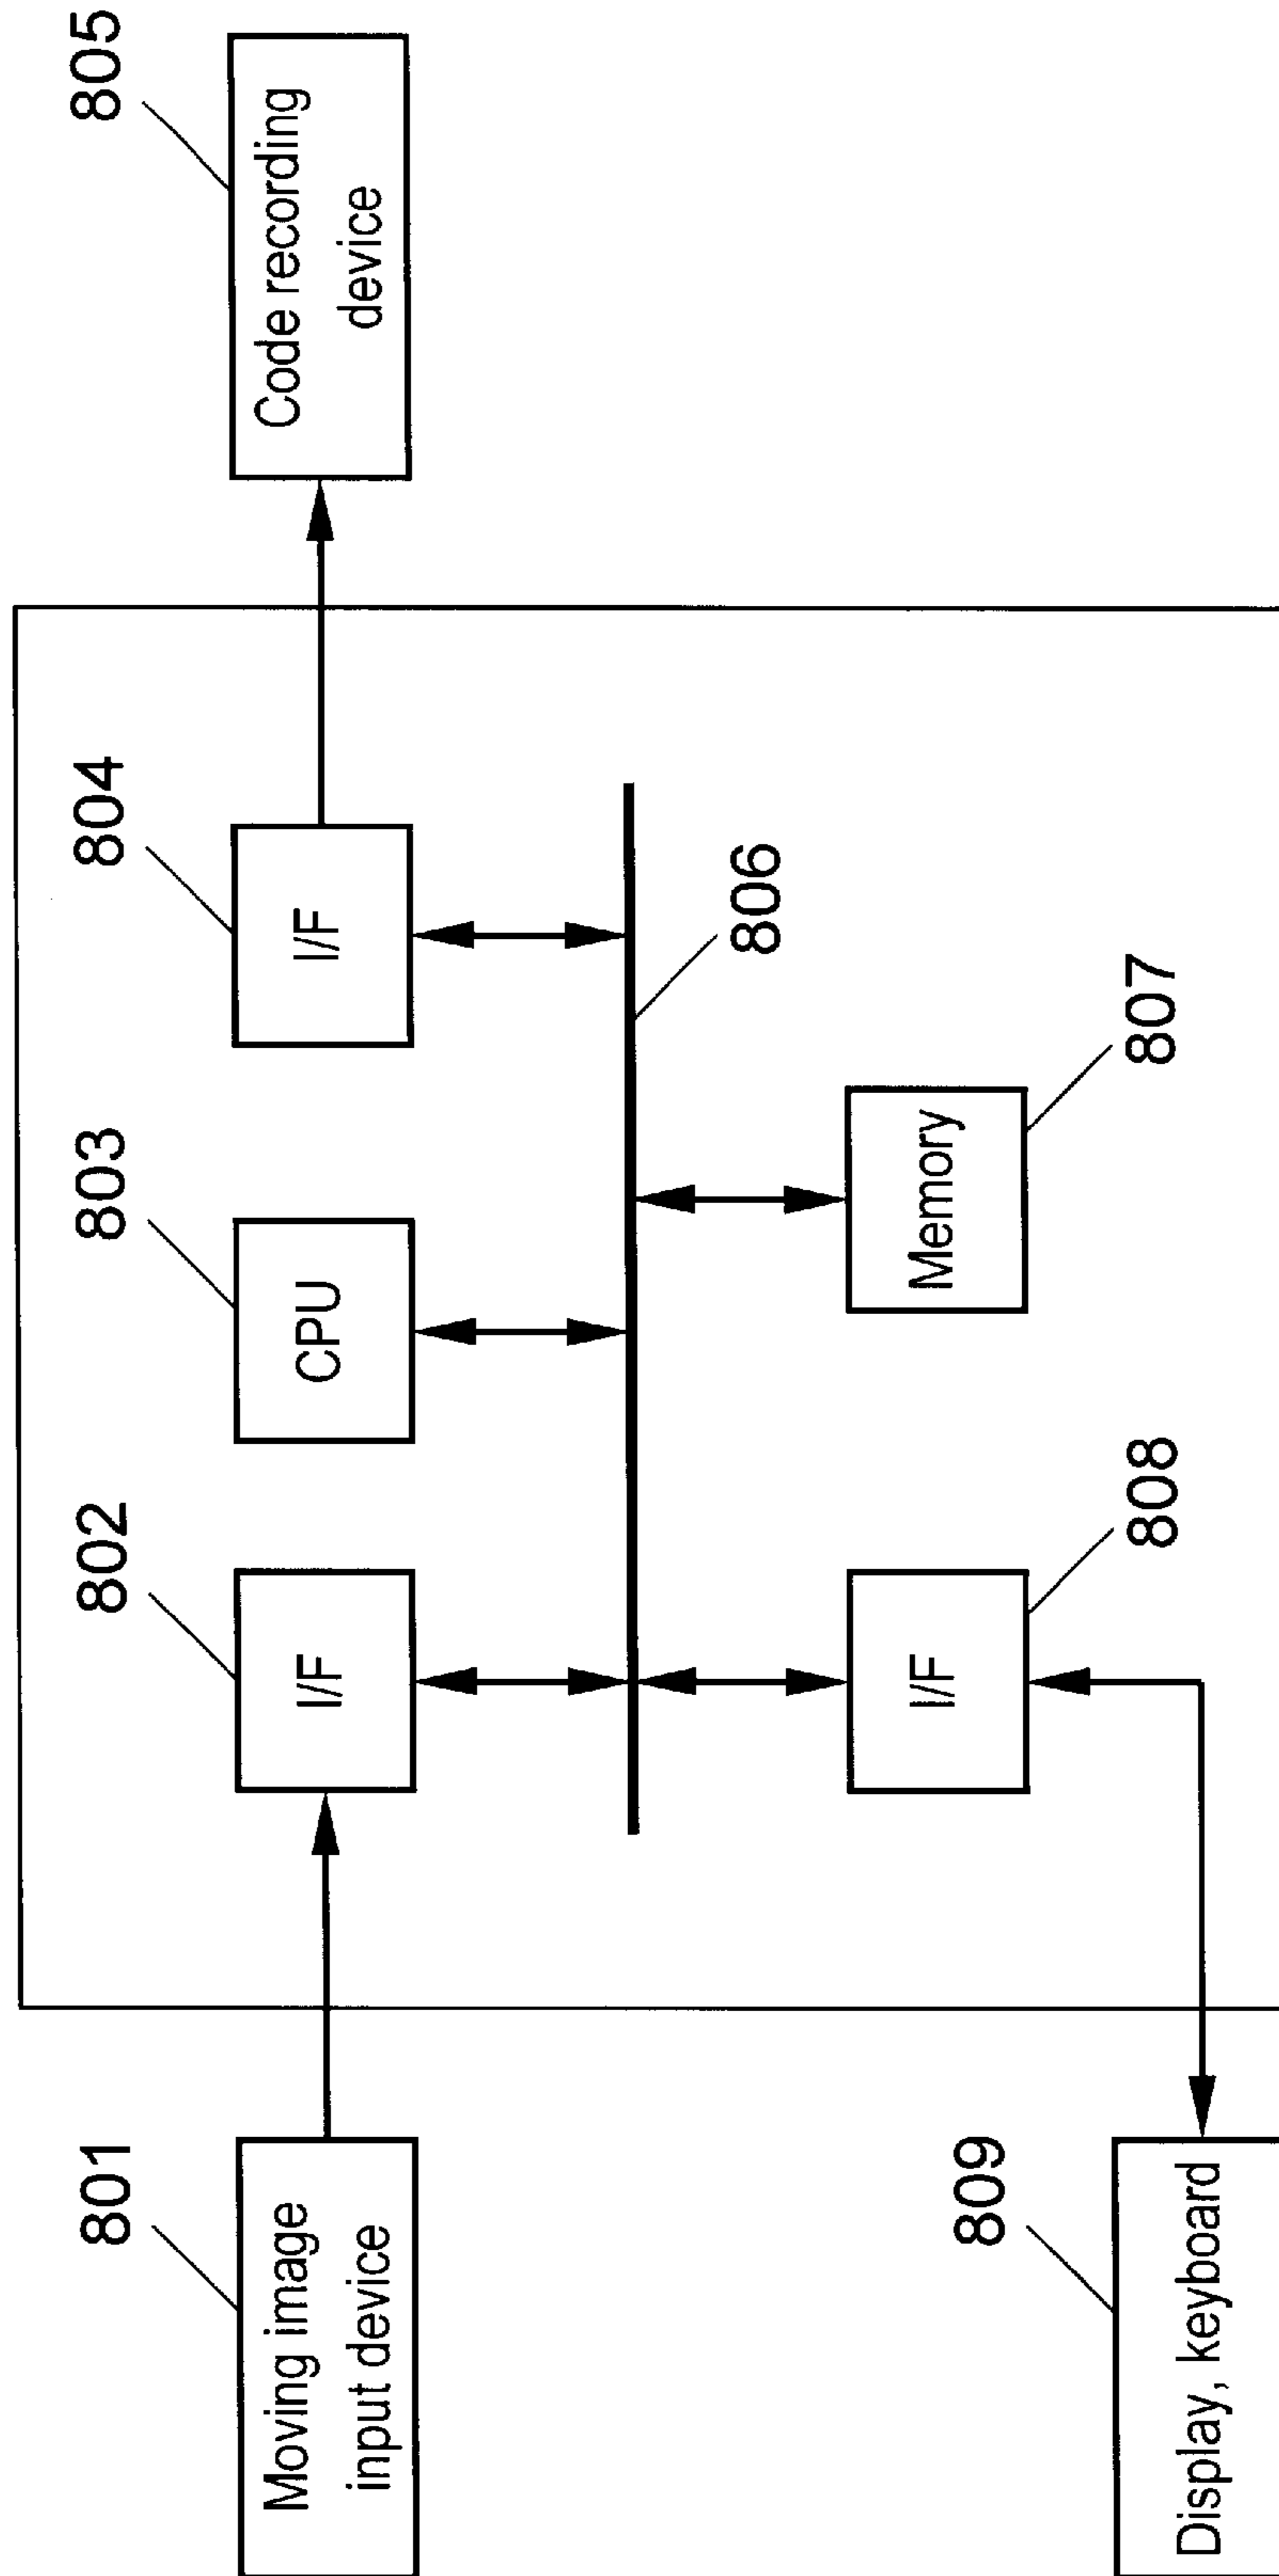 801
802
803
804
805
Moving image
input device
I/F
CPU
I/F
Code recording
device
806
809
808
807
Display, keyboard
I/F
Memory